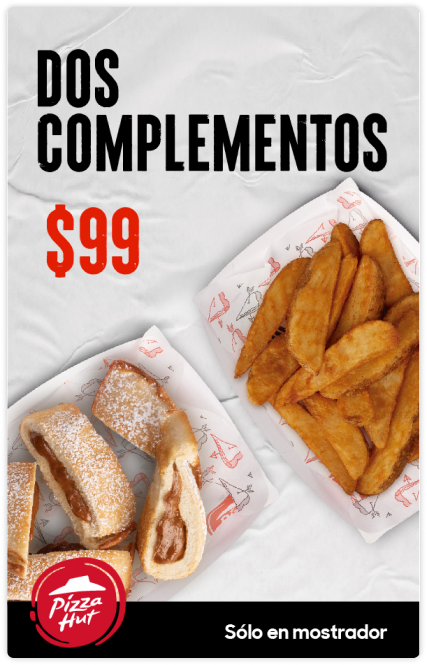 DOS
COMPLEMENTOS
$99
Pizza
Hut
Sólo en mostrador